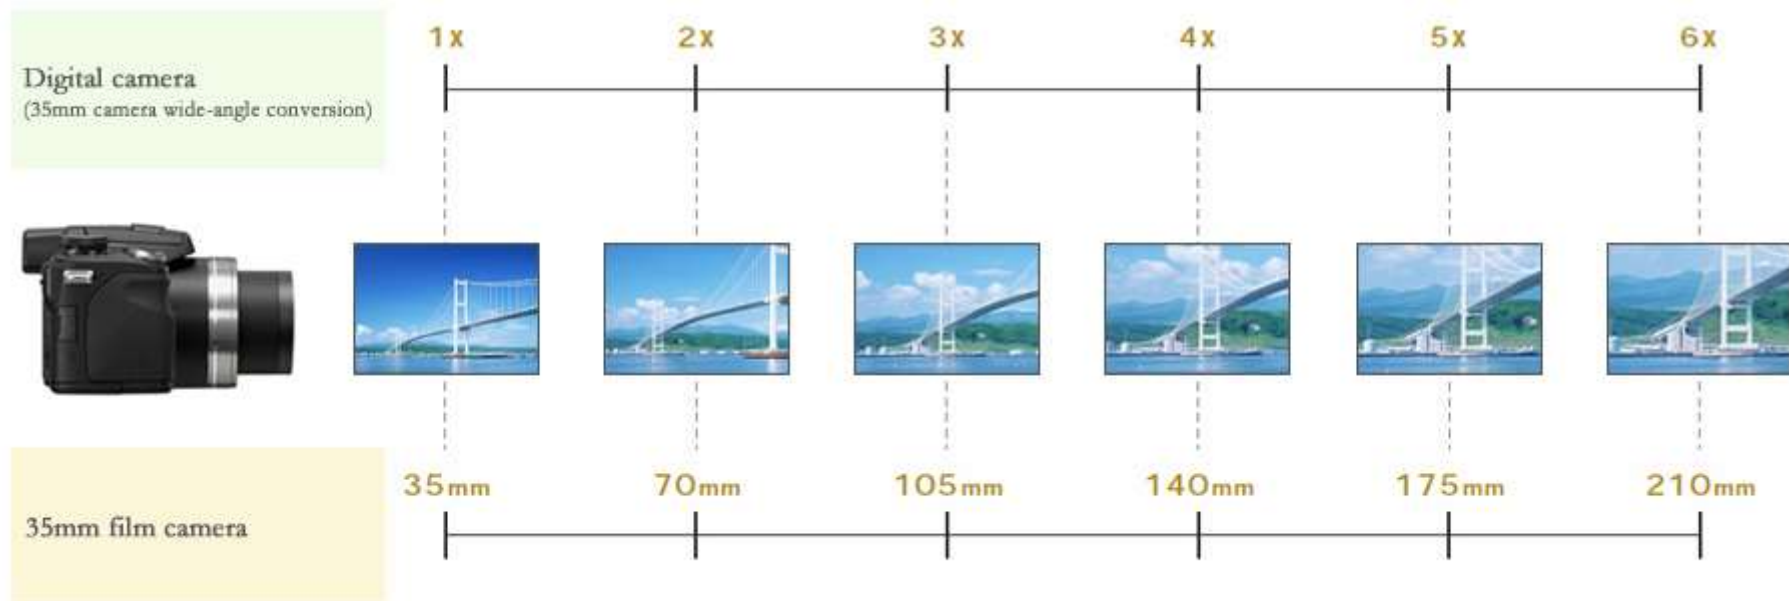 1x 2x 3x 4x 5x 6x
Digital camera
(35mm camera wide-angle conversion)
35mm 70mm 105mm 140mm 175mm 210mm
35mm film camera